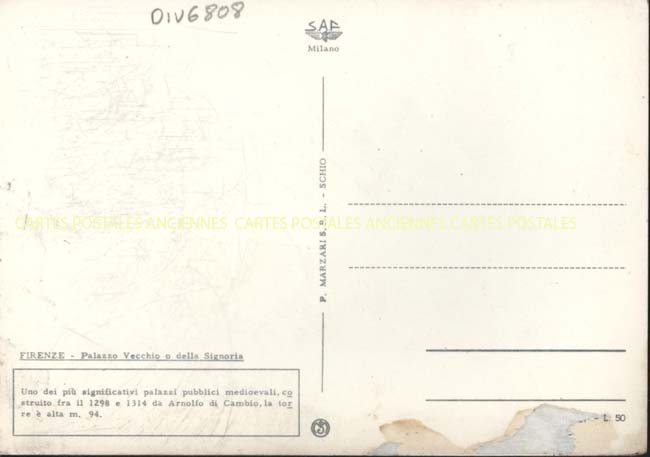 DIV6808
SAF
Milano
P. MARZARI S. R. L. - SCHIO
CARTES POSTALES ANCIENNES CARTES POSTALES ANCIENNES CARTES POSTALES
FIRENZE - Palazzo Vecchio o della Signoria
Uno dei più significativi palazzi pubblici medioevali, co
struito fra il 1298 e 1314 da Arnolfo di Cambio, la tor
re è alta m. 94.
- L. 50